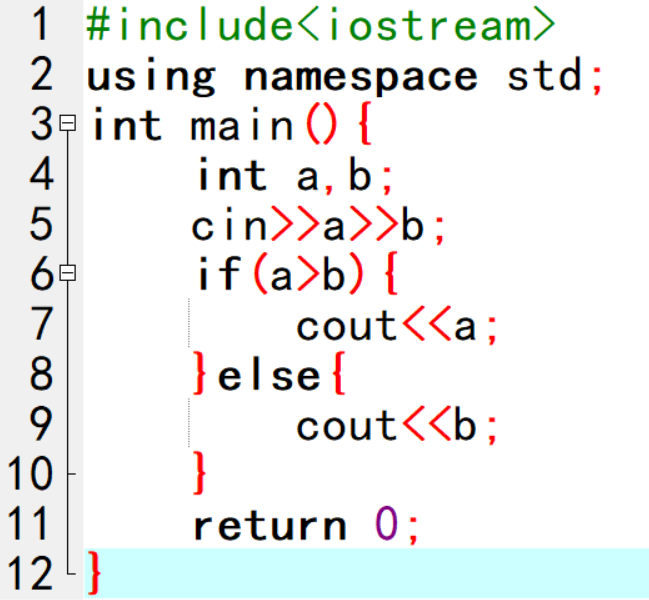 1 #include<iostream>
2 using namespace std;
3 int main(){
4     int a,b;
5     cin>>a>>b;
6     if(a>b){
7         cout<<a;
8     }else{
9         cout<<b;
10     }
11     return 0;
12 }